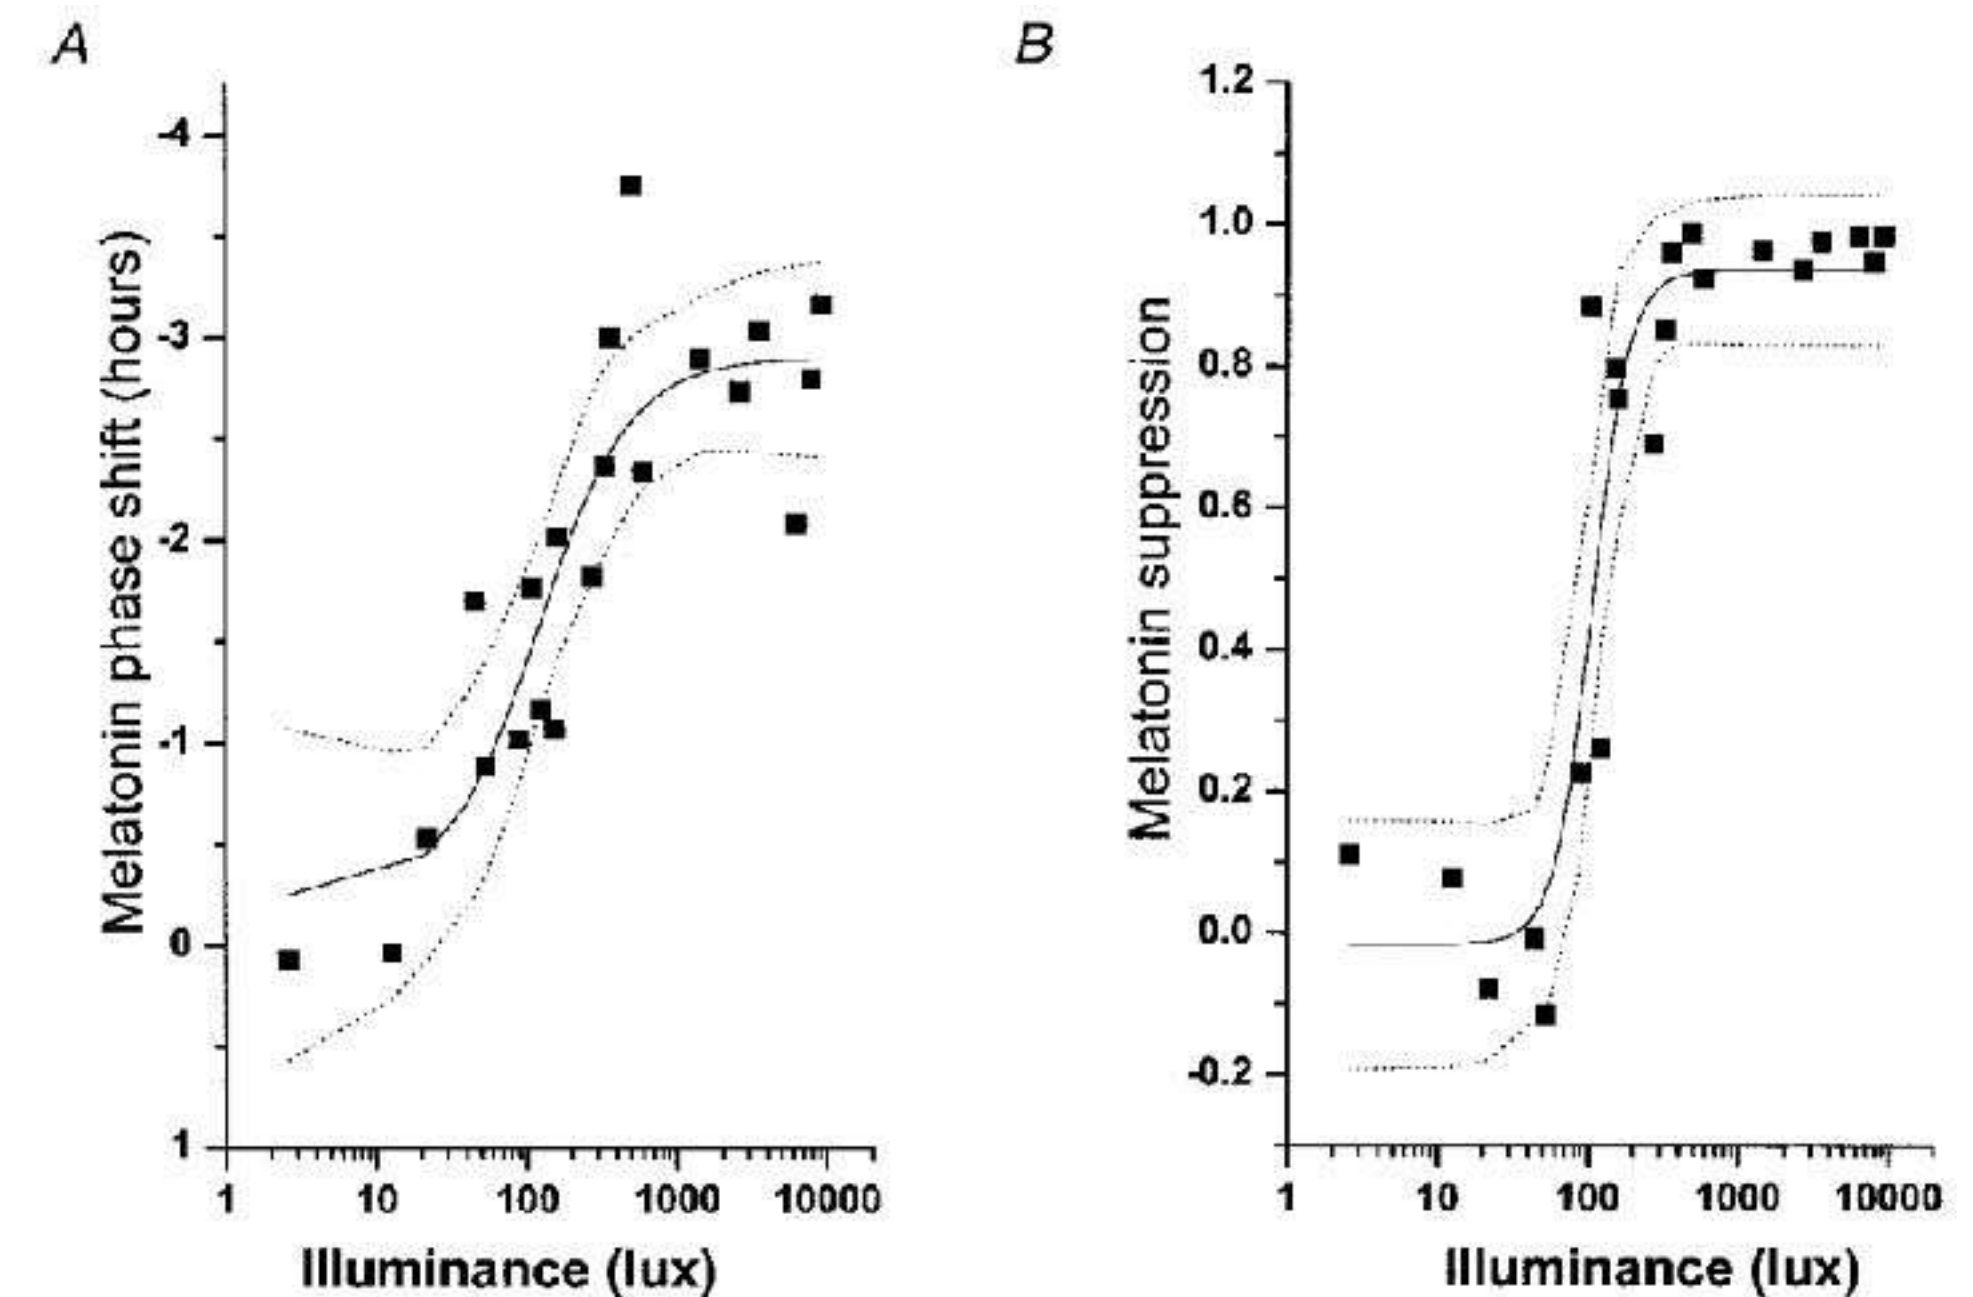 A
Melatonin phase shift (hours)
-4
-3
-2
-1
0
1
1 10 100 1000 10000
Illuminance (lux)
B
Melatonin suppression
1.2
1.0
0.8
0.6
0.4
0.2
0.0
-0.2
1 10 100 1000 10000
Illuminance (lux)